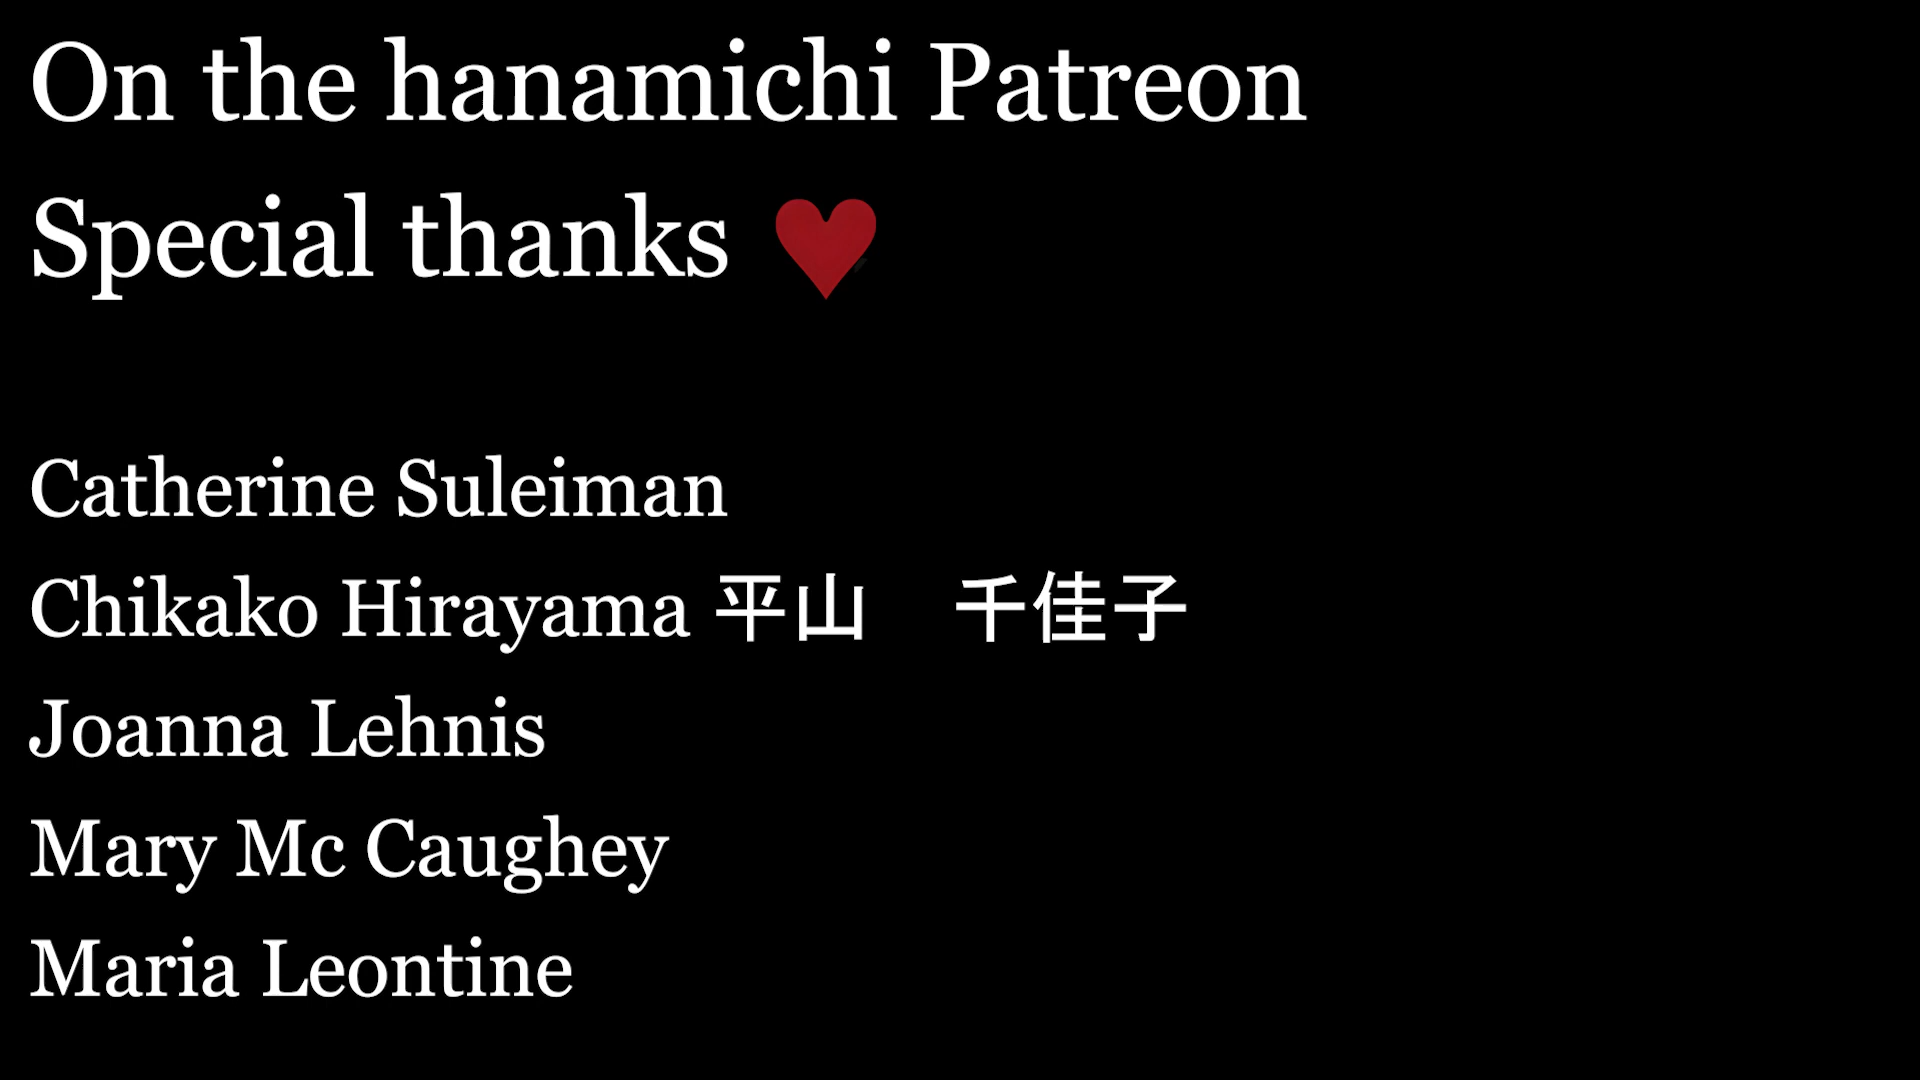 On the hanamichi Patreon
Special thanks
Catherine Suleiman
Chikako Hirayama 平山　千佳子
Joanna Lehnis
Mary Mc Caughey
Maria Leontine